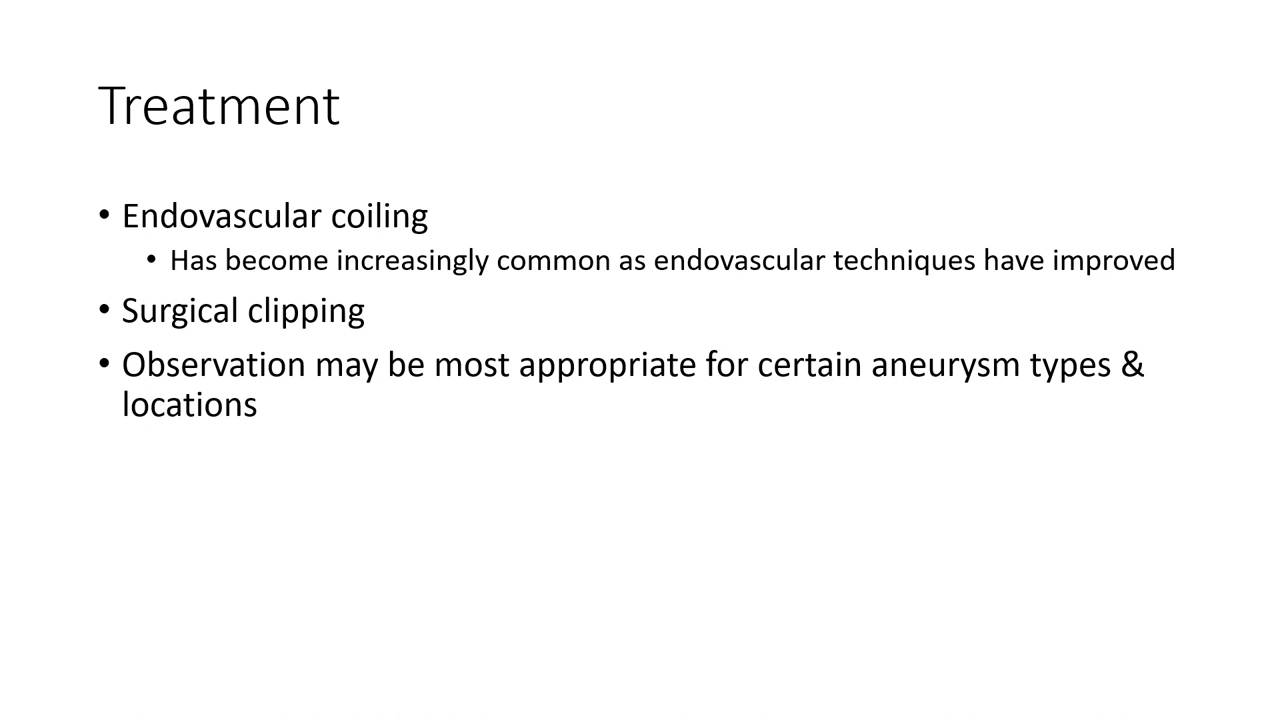 Treatment
• Endovascular coiling
• Has become increasingly common as endovascular techniques have improved
• Surgical clipping
• Observation may be most appropriate for certain aneurysm types &
locations